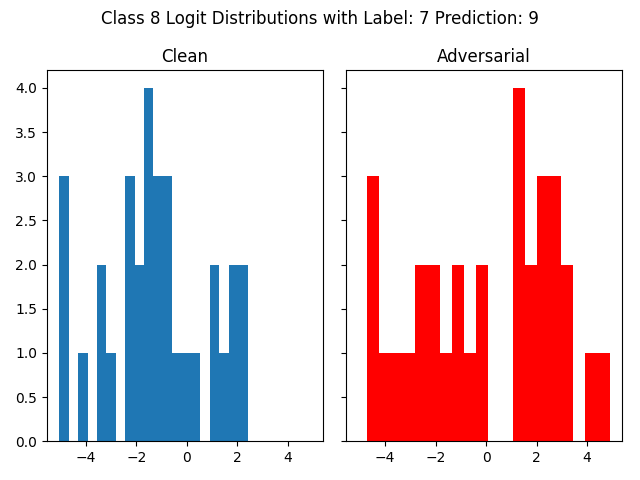 Class 8 Logit Distributions with Label: 7 Prediction: 9
Clean
Adversarial
4.0
3.5
3.0
2.5
2.0
1.5
1.0
0.5
0.0
−4 −2 0 2 4
−4 −2 0 2 4